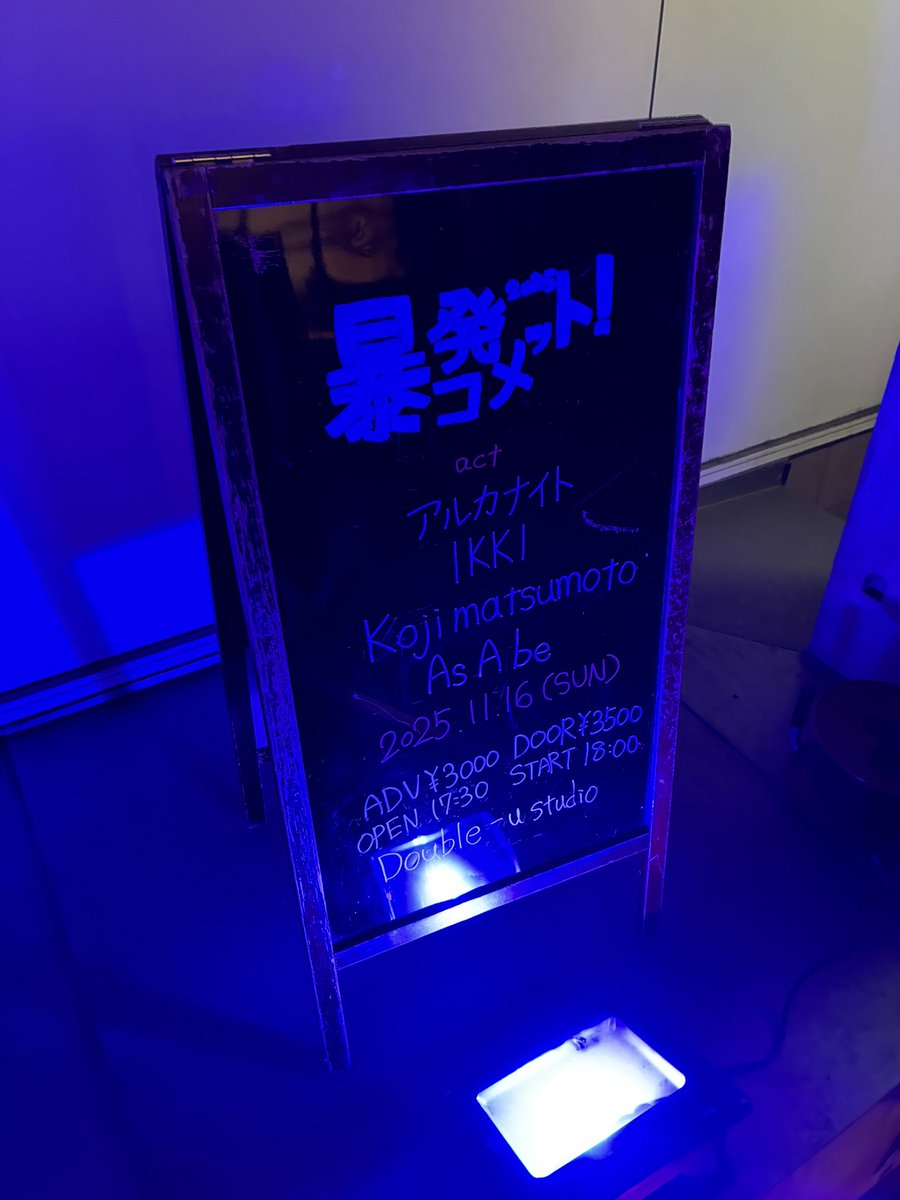 暴発コメット!
2025
act
アルカナイト
IKKI
Koji matsumoto
As A be
2025.11.16 (SUN)
ADV ¥3000 DOOR ¥3500
OPEN 17:30 START 18:00
Double-u studio